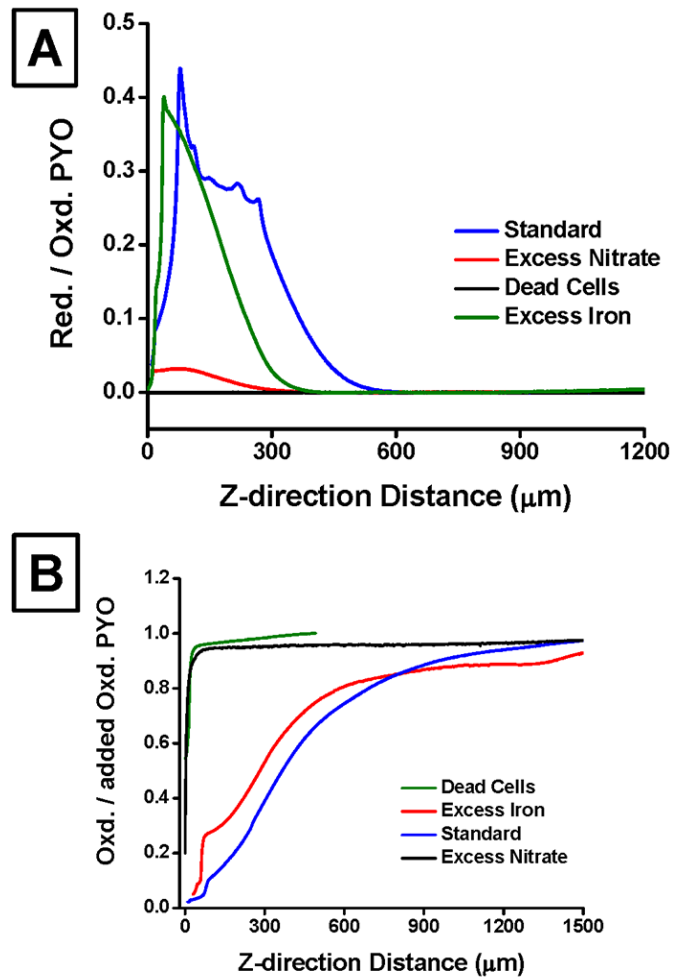 A
Red. / Oxd. PYO
0.5
0.4
0.3
0.2
0.1
0.0
Standard
Excess Nitrate
Dead Cells
Excess Iron
0 300 600 900 1200
Z-direction Distance (μm)
B
Oxd. / added Oxd. PYO
1.2
1.0
0.8
0.6
0.4
0.2
0.0
Dead Cells
Excess Iron
Standard
Excess Nitrate
0 300 600 900 1200 1500
Z-direction Distance (μm)